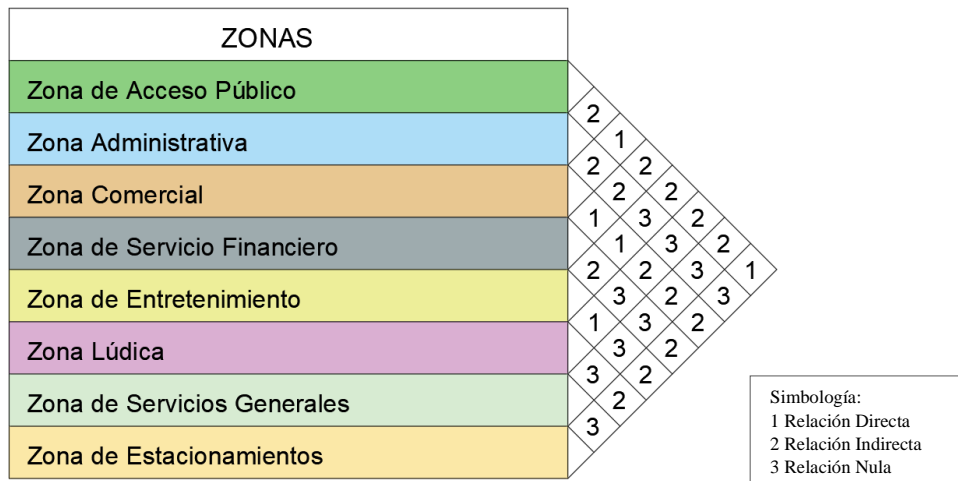 ZONAS
Zona de Acceso Público
Zona Administrativa
Zona Comercial
Zona de Servicio Financiero
Zona de Entretenimiento
Zona Lúdica
Zona de Servicios Generales
Zona de Estacionamientos
2
1
2 2
2 2
1 3 2
1 3 2
2 2 3 1
3 2 3
1 3 2
3 2
3 2
2
3
Simbología:
1 Relación Directa
2 Relación Indirecta
3 Relación Nula